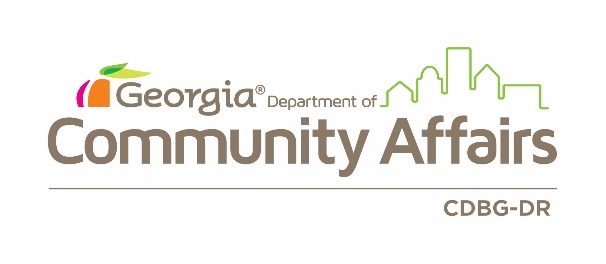 Georgia® Department of
Community Affairs
CDBG-DR